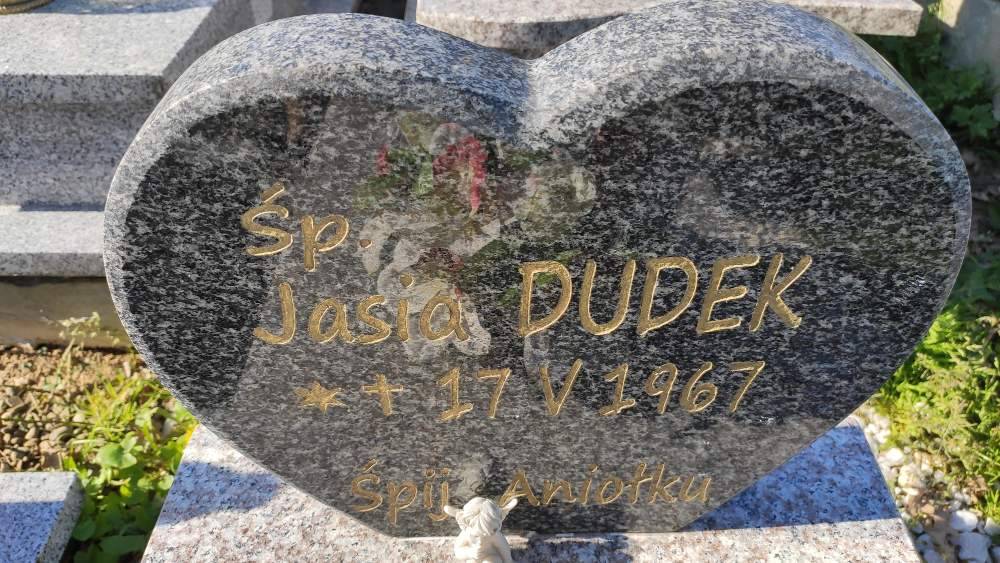 Śp.
Jasia DUDEK
* + 17 V 1967
Śpij Aniołku